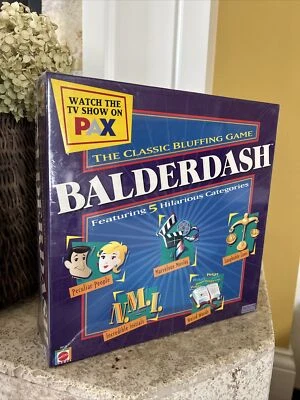 WATCH THE
TV SHOW ON
PAX
THE CLASSIC BLUFFING GAME
BALDERDASH
Featuring 5 Hilarious Categories
Peculiar People
Marvelous Movies
Laughable Laws
N.M.I.
Incredible Initials
Weird Words